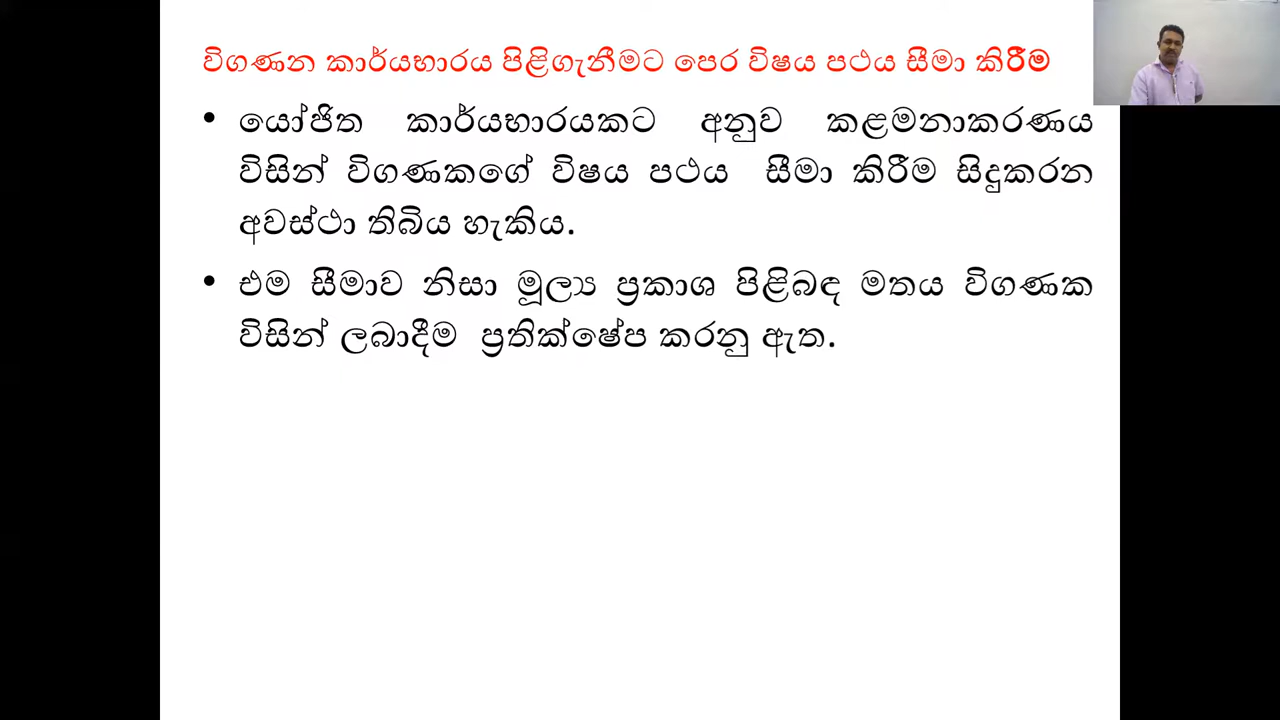 විගණන කාර්යභාරය පිළිගැනීමට පෙර විෂය පථය සීමා කිරීම
• යෝජිත කාර්යභාරයකට අනුව කළමනාකරණය
විසින් විගණකගේ විෂය පථය සීමා කිරීම සිදුකරන
අවස්ථා තිබිය හැකිය.
• එම සීමාව නිසා මූල්‍ය ප්‍රකාශ පිළිබඳ මතය විගණක
විසින් ලබාදීම ප්‍රතික්ෂේප කරනු ඇත.